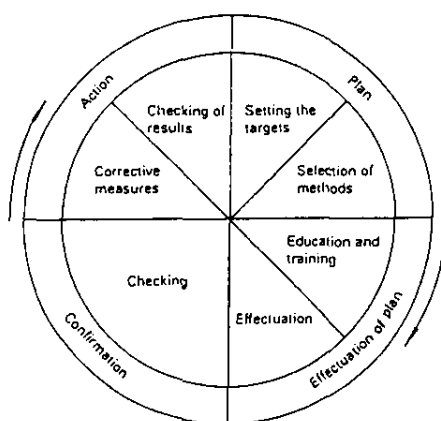 Action
Plan
Checking of
results
Setting the
targets
Corrective
measures
Selection of
methods
Education and
training
Checking
Effectuation
Confirmation
Effectuation of plan